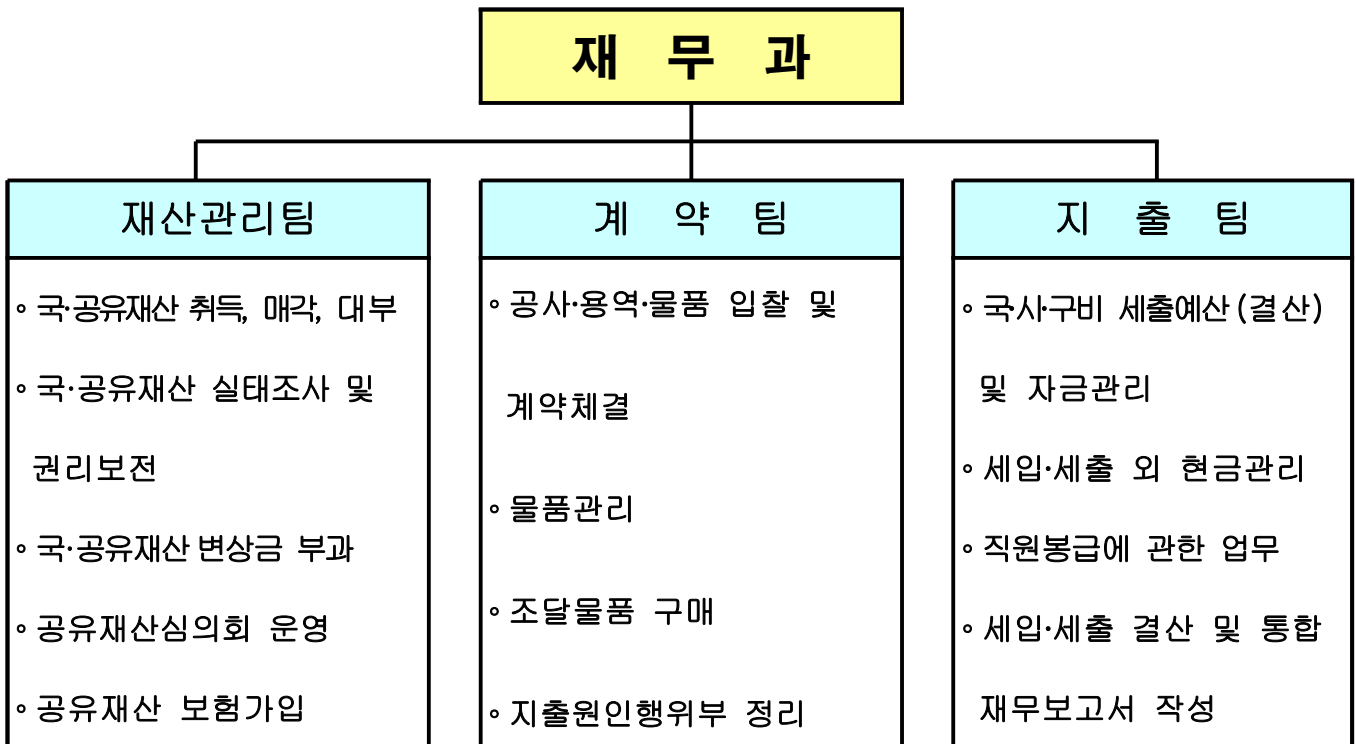 재 무 과
재산관리팀
◦ 국·공유재산 취득, 매각, 대부
◦ 국·공유재산 실태조사 및
권리보전
◦ 국·공유재산 변상금 부과
◦ 공유재산심의회 운영
◦ 공유재산 보험가입
계 약 팀
◦ 공사·용역·물품 입찰 및
계약체결
◦ 물품관리
◦ 조달물품 구매
◦ 지출원인행위부 정리
지 출 팀
◦ 국·시·구비 세출예산(결산)
및 자금관리
◦ 세입·세출 외 현금관리
◦ 직원봉급에 관한 업무
◦ 세입·세출 결산 및 통합
재무보고서 작성